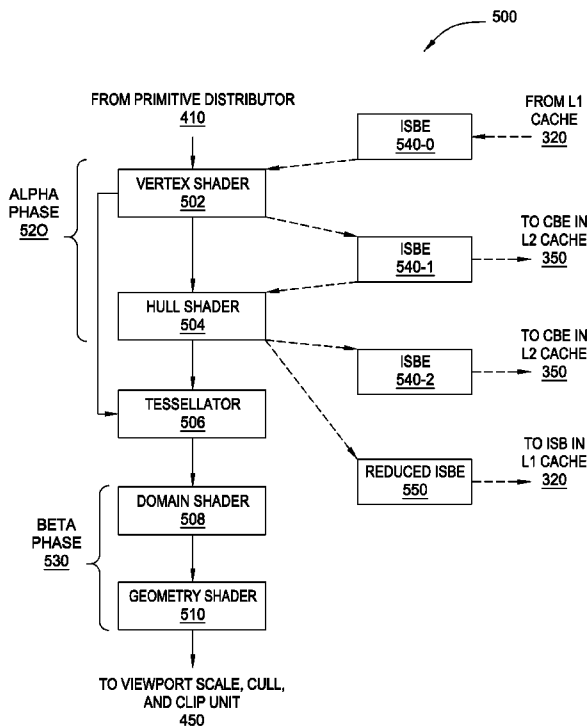 500
FROM PRIMITIVE DISTRIBUTOR
410
FROM L1
CACHE
320
ISBE
540-0
VERTEX SHADER
502
ALPHA
PHASE
520
TO CBE IN
L2 CACHE
350
ISBE
540-1
HULL SHADER
504
TO CBE IN
L2 CACHE
350
ISBE
540-2
TESSELLATOR
506
TO ISB IN
L1 CACHE
320
REDUCED ISBE
550
DOMAIN SHADER
508
BETA
PHASE
530
GEOMETRY SHADER
510
TO VIEWPORT SCALE, CULL,
AND CLIP UNIT
450